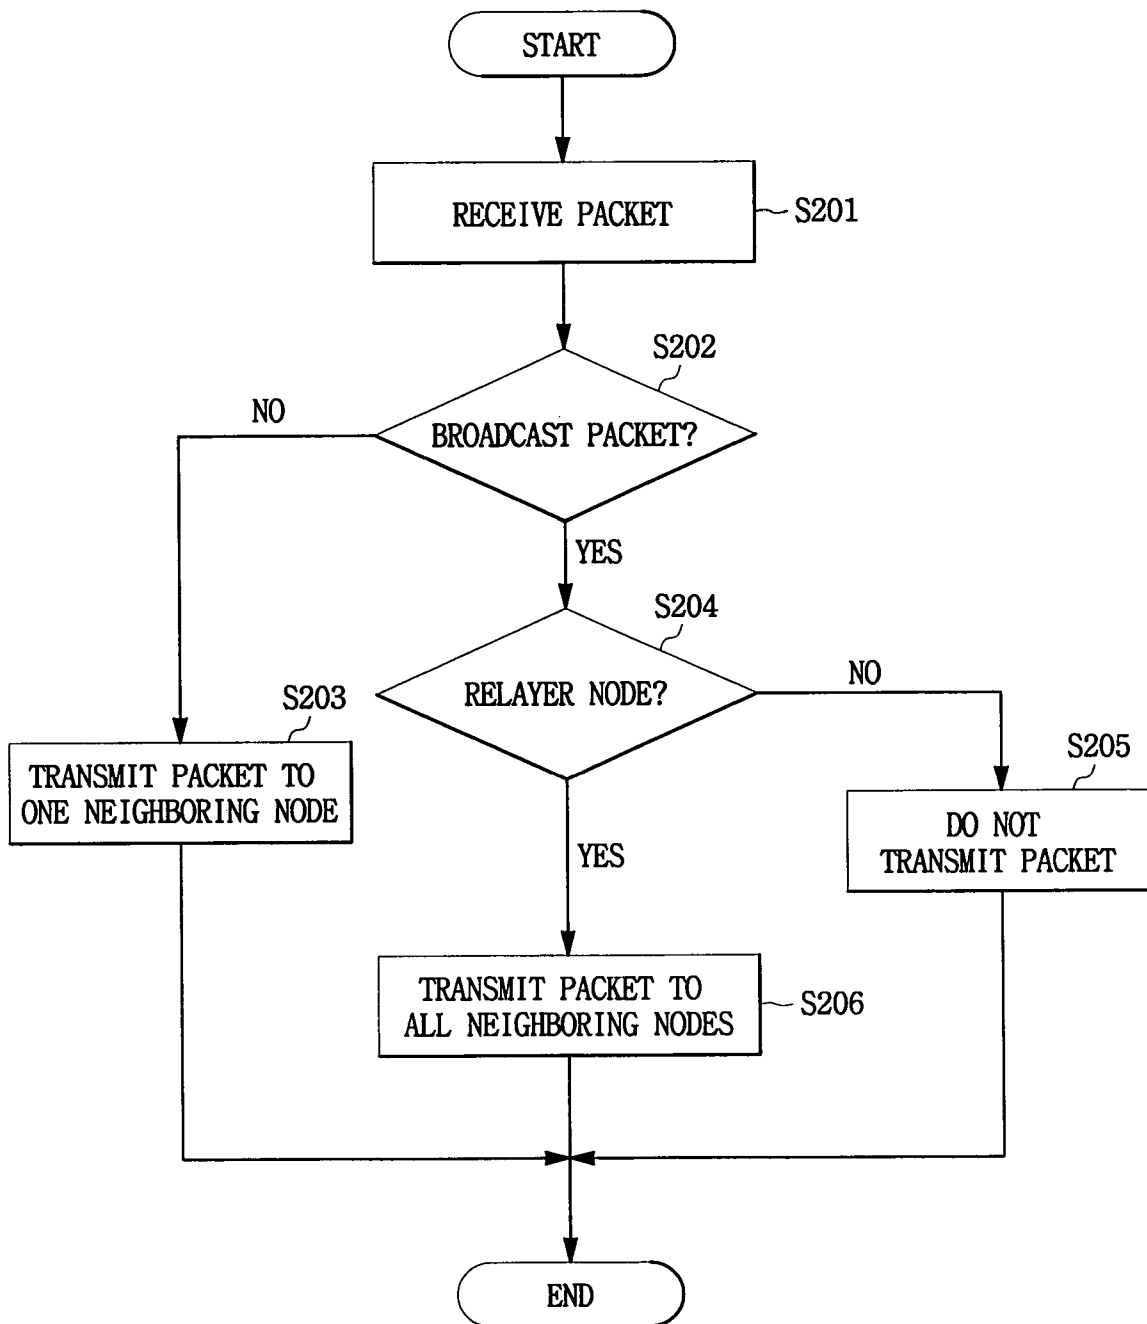 START
RECEIVE PACKET
S201
S202
BROADCAST PACKET?
NO
YES
S204
RELAYER NODE?
NO
S203
TRANSMIT PACKET TO
ONE NEIGHBORING NODE
S205
DO NOT
TRANSMIT PACKET
YES
TRANSMIT PACKET TO
ALL NEIGHBORING NODES
S206
END